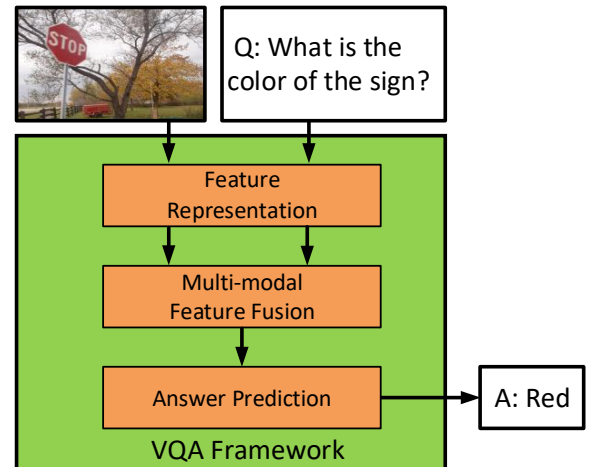 STOP
Q: What is the
color of the sign?
Feature
Representation
Multi-modal
Feature Fusion
Answer Prediction
A: Red
VQA Framework